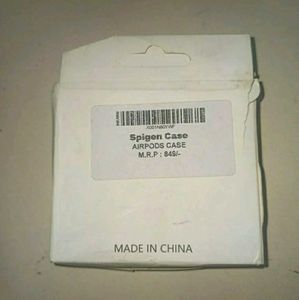 Spigen Case
AIRPODS CASE
M.R.P : 849/-
MADE IN CHINA